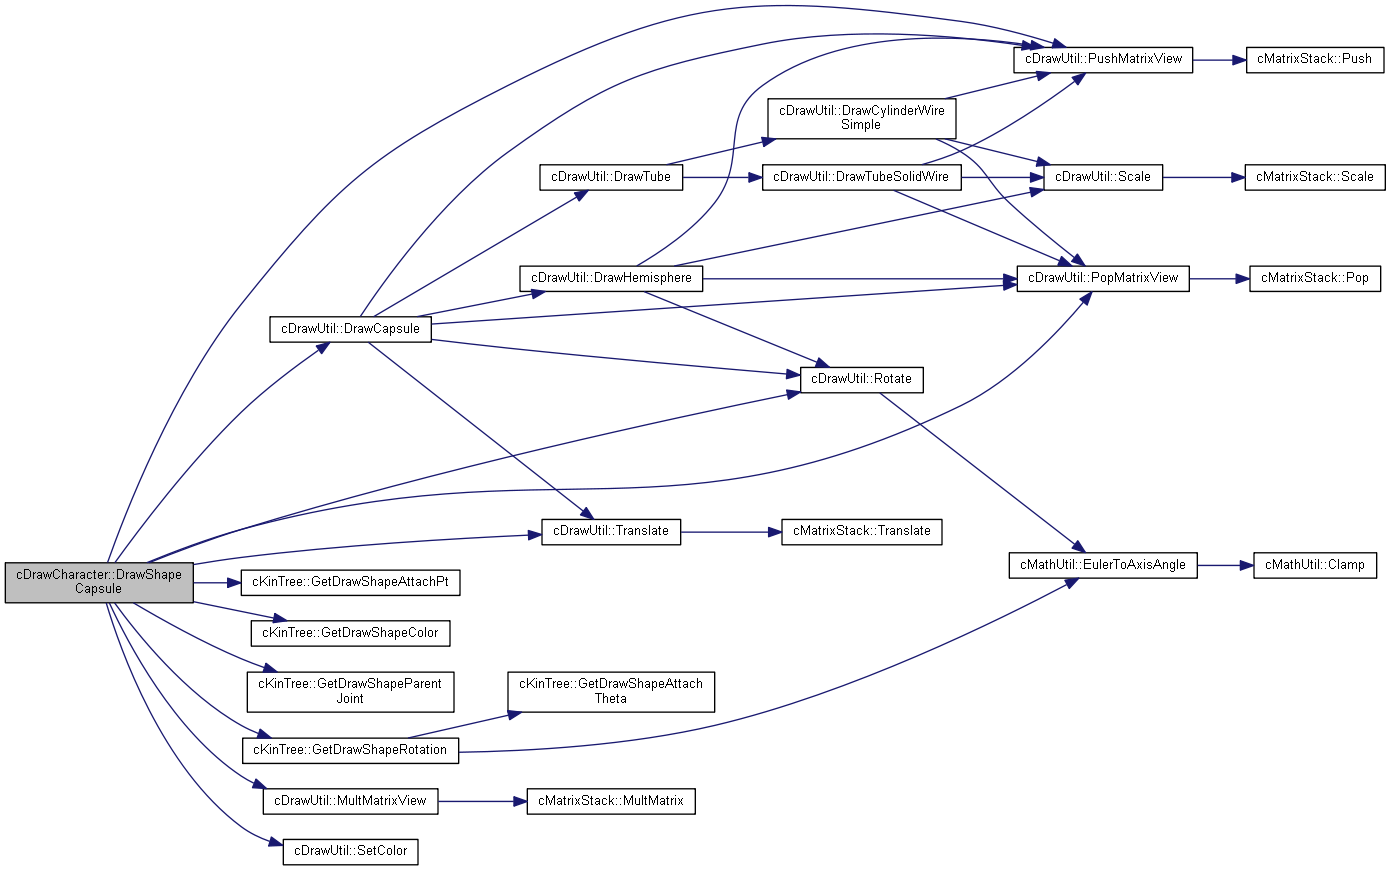 cDrawUtil::PushMatrixView
cMatrixStack::Push
cDrawUtil::DrawCylinderWire
Simple
cDrawUtil::DrawTube
cDrawUtil::DrawTubeSolidWire
cDrawUtil::Scale
cMatrixStack::Scale
cDrawUtil::DrawHemisphere
cDrawUtil::PopMatrixView
cMatrixStack::Pop
cDrawUtil::DrawCapsule
cDrawUtil::Rotate
cDrawUtil::Translate
cMatrixStack::Translate
cMathUtil::EulerToAxisAngle
cMathUtil::Clamp
cDrawCharacter::DrawShape
Capsule
cKinTree::GetDrawShapeAttachPt
cKinTree::GetDrawShapeColor
cKinTree::GetDrawShapeParent
Joint
cKinTree::GetDrawShapeAttach
Theta
cKinTree::GetDrawShapeRotation
cDrawUtil::MultMatrixView
cMatrixStack::MultMatrix
cDrawUtil::SetColor